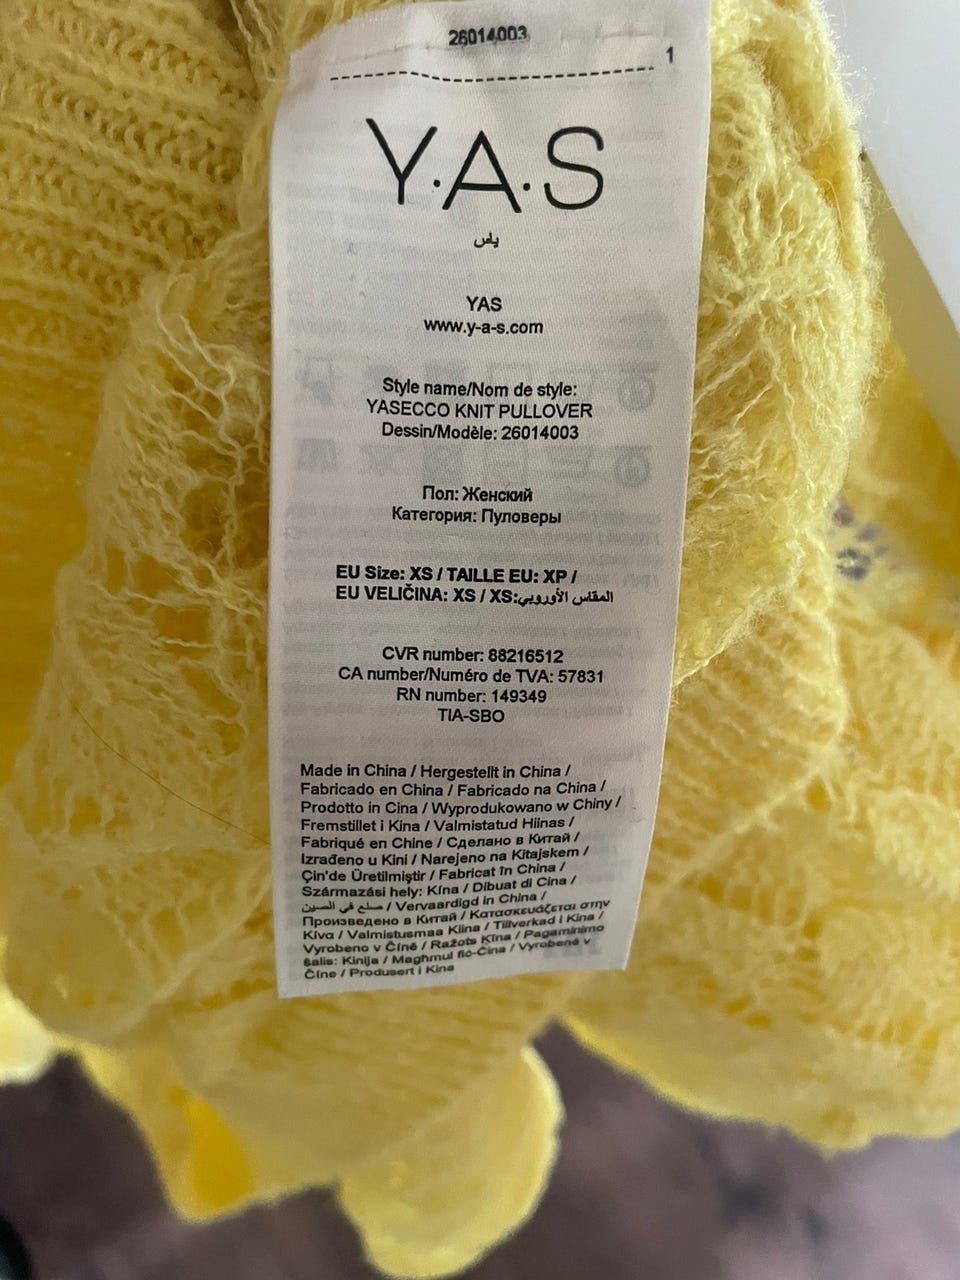 26014003
1
Y.A.S
ياس
YAS
www.y-a-s.com
Style name/Nom de style:
YASECCO KNIT PULLOVER
Dessin/Modèle: 26014003
Пол: Женский
Категория: Пуловеры
EU Size: XS / TAILLE EU: XP /
EU VELIČINA: XS / XS:المقاس الأوروبي
CVR number: 88216512
CA number/Numéro de TVA: 57831
RN number: 149349
TIA-SBO
Made in China / Hergestellt in China /
Fabricado en China / Fabricado na China /
Prodotto in Cina / Wyprodukowano w Chiny /
Fremstillet i Kina / Valmistatud Hiinas /
Fabriqué en Chine / Сделано в Китай /
Izrađeno u Kini / Narejeno na Kitajskem /
Çin'de Üretilmiştir / Fabricat în China /
Származási hely: Kína / Dibuat di Cina /
صنع في الصين / Vervaardigd in China /
Произведено в Китай / Κατασκευάζεται στην
Κίνα / Valmistusmaa Kiina / Tillverkad i Kina /
Vyrobeno v Číně / Ražots Ķīna / Pagaminimo
šalis: Kinija / Magħmul fiċ-Ċina / Vyrobené v
Číne / Produsert i Kina